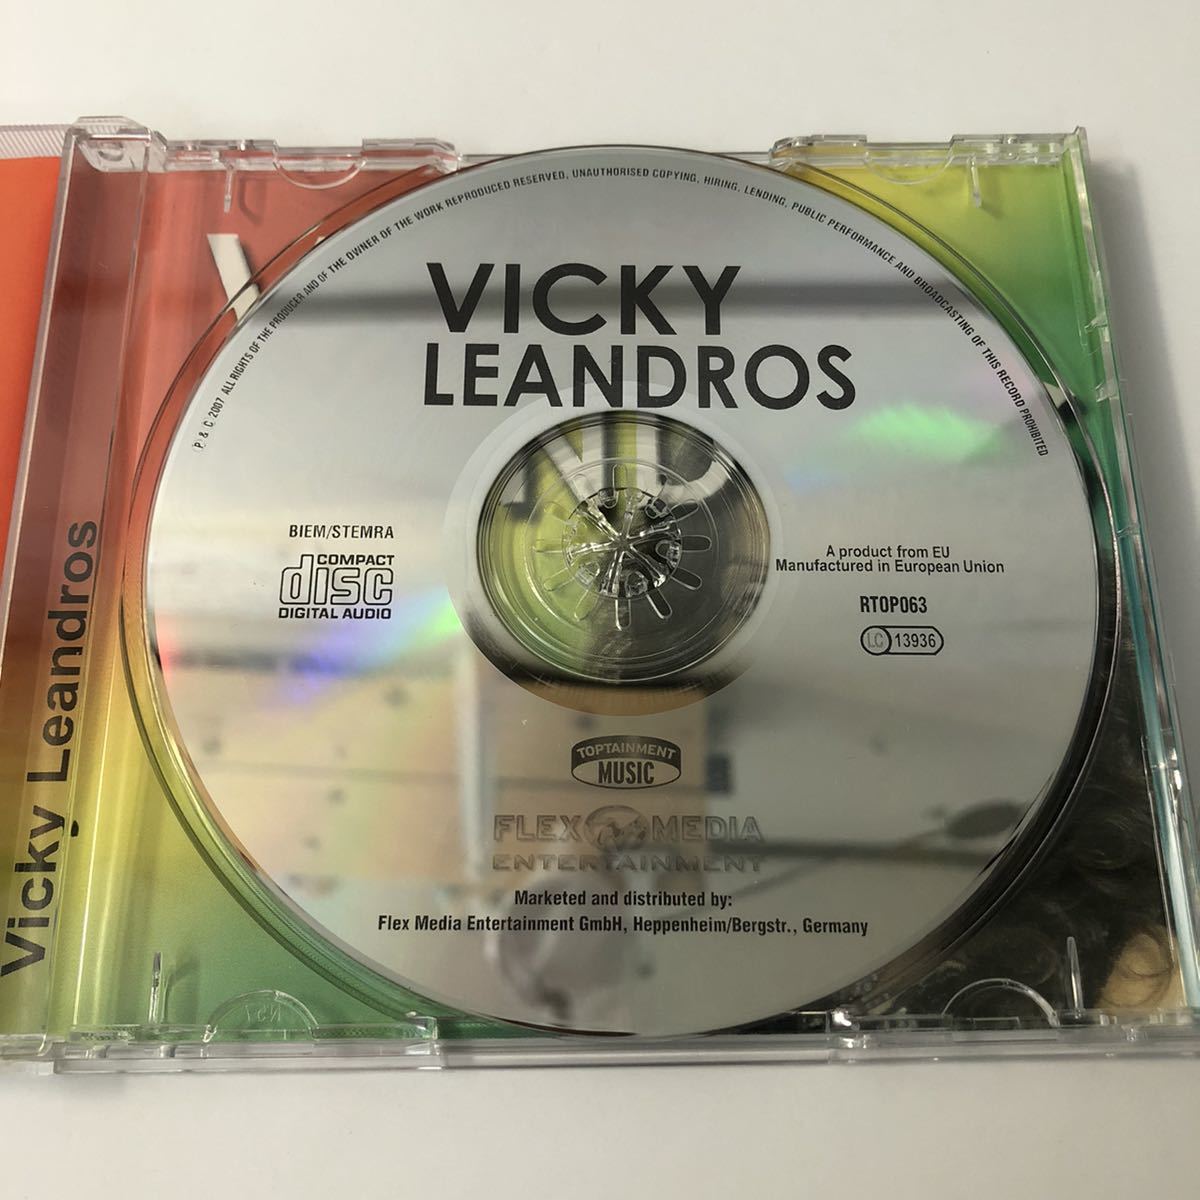 P & C 2007 ALL RIGHTS OF THE PRODUCER AND OF THE OWNER OF THE WORK REPRODUCED RESERVED, UNAUTHORISED COPYING, HIRING, LENDING, PUBLIC PERFORMANCE AND BROADCASTING OF THIS RECORD PROHIBITED
VICKY
LEANDROS
BIEM/STEMRA
COMPACT
disc
DIGITAL AUDIO
A product from EU
Manufactured in European Union
RTOP063
LC 13936
TOPTAINMENT
MUSIC
FLEX MEDIA
ENTERTAINMENT
Marketed and distributed by:
Flex Media Entertainment GmbH, Heppenheim/Bergstr., Germany
Vicky Leandros